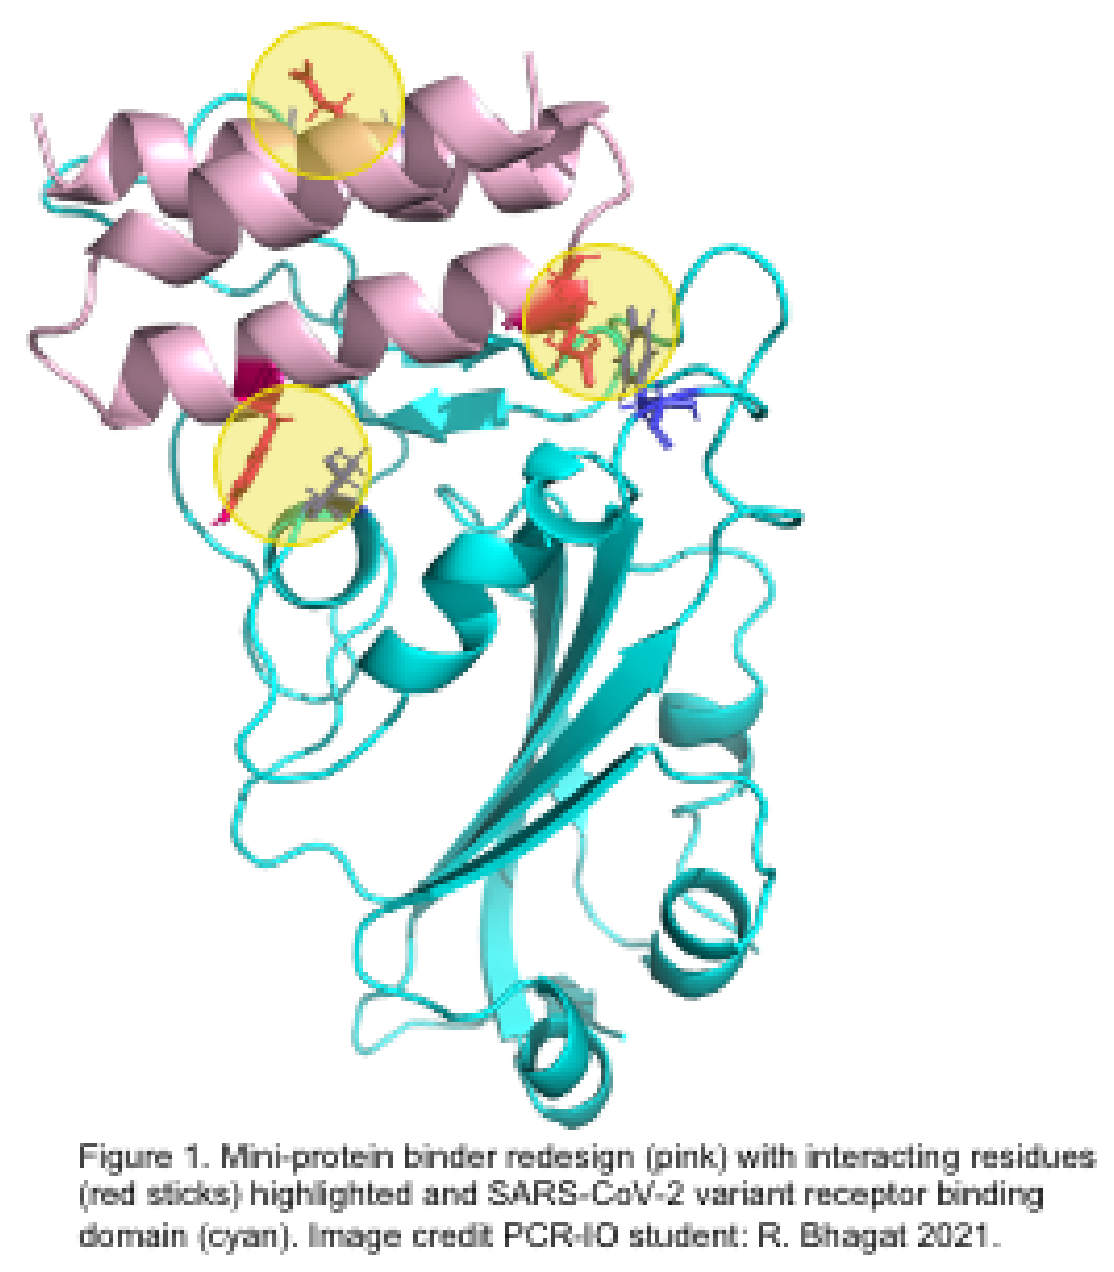 Figure 1. Mini-protein binder redesign (pink) with interacting residues
(red sticks) highlighted and SARS-CoV-2 variant receptor binding
domain (cyan). Image credit PCR-IO student: R. Bhagat 2021.